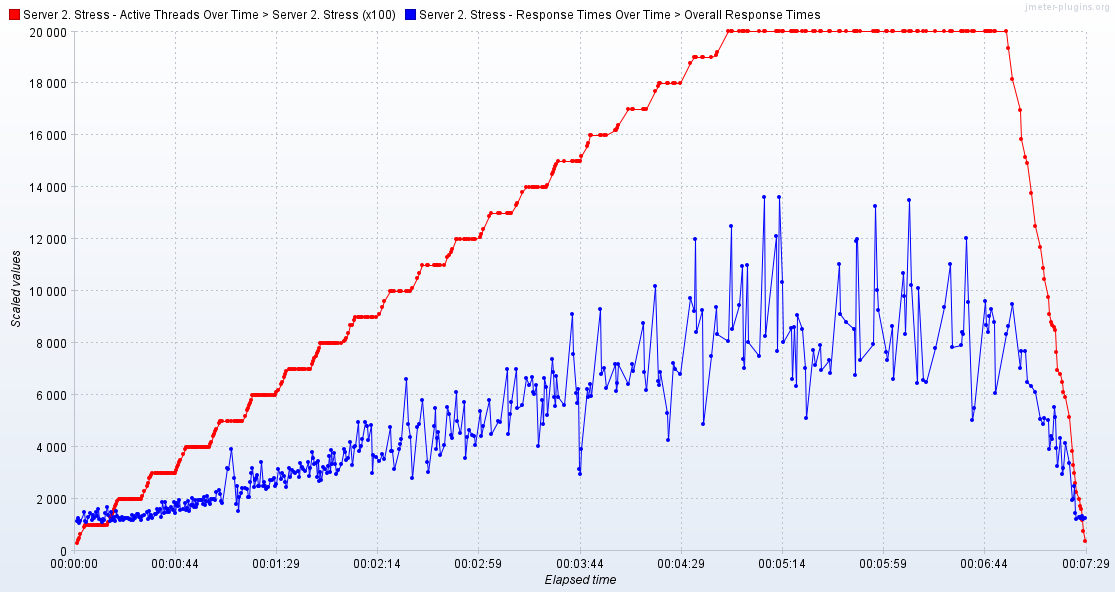 Server 2. Stress - Active Threads Over Time > Server 2. Stress (x100) Server 2. Stress - Response Times Over Time > Overall Response Times
jmeter-plugins.org
20 000
18 000
16 000
14 000
12 000
10 000
8 000
6 000
4 000
2 000
0
Scaled values
00:00:00 00:00:44 00:01:29 00:02:14 00:02:59 00:03:44 00:04:29 00:05:14 00:05:59 00:06:44 00:07:29
Elapsed time